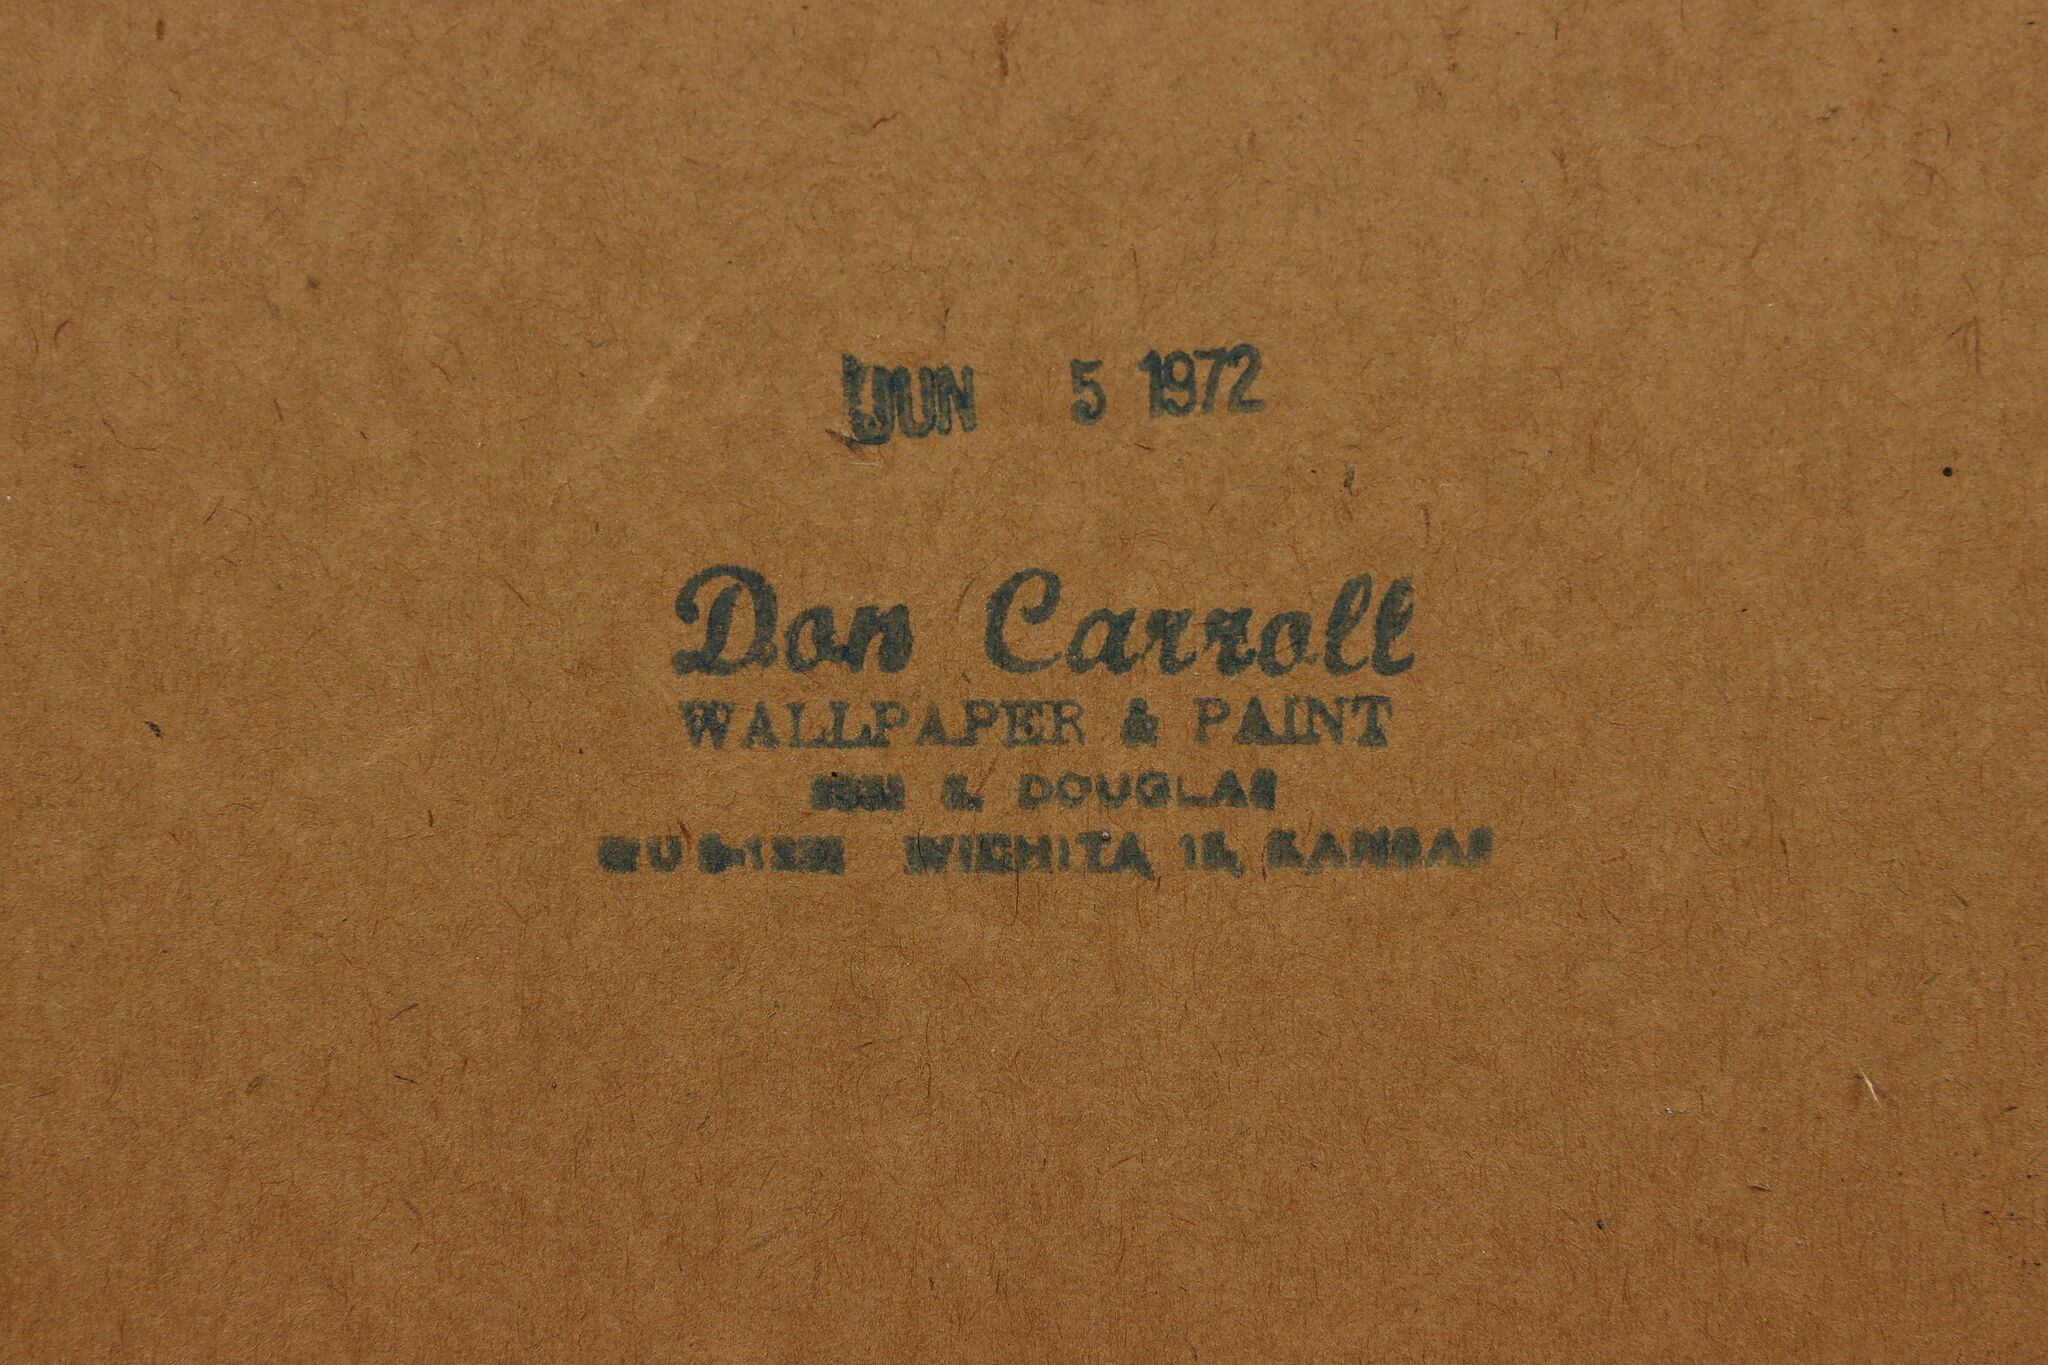 JUN 5 1972
Don Carroll
WALLPAPER & PAINT
DOUGLAS
WICHITA KANSAS